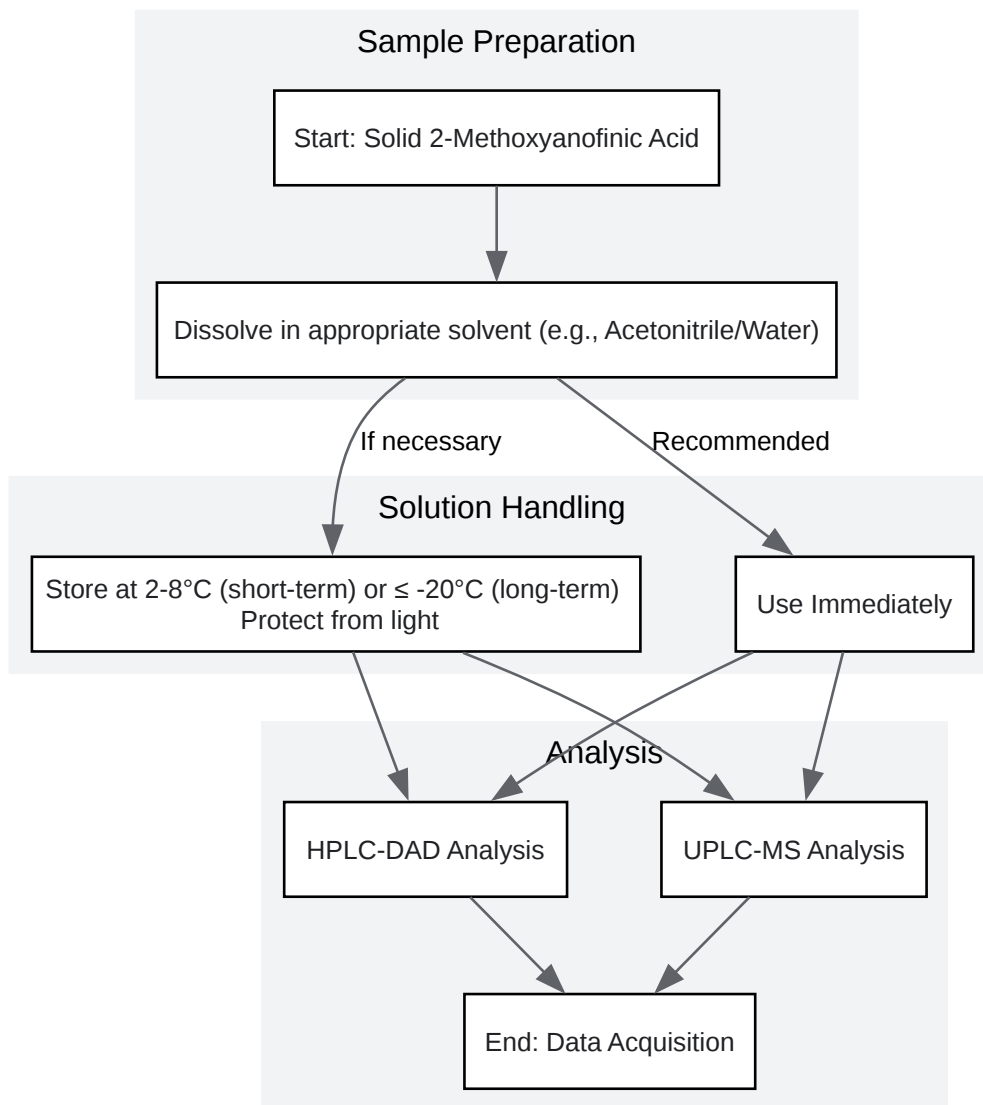 Sample Preparation
Start: Solid 2-Methoxyanofinic Acid
Dissolve in appropriate solvent (e.g., Acetonitrile/Water)
If necessary
Recommended
Solution Handling
Store at 2-8°C (short-term) or ≤ -20°C (long-term)
Protect from light
Use Immediately
Analysis
HPLC-DAD Analysis
UPLC-MS Analysis
End: Data Acquisition